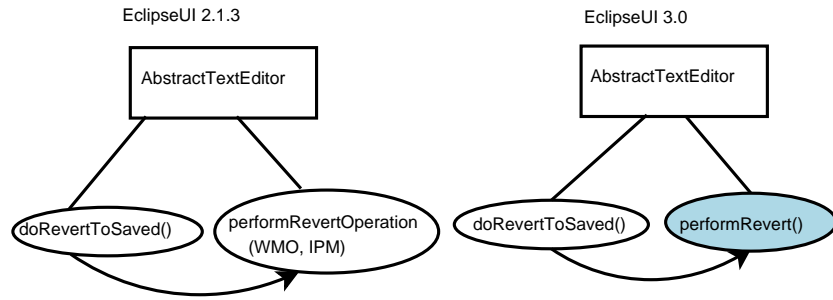 EclipseUI 2.1.3
AbstractTextEditor
doRevertToSaved()
performRevertOperation
(WMO, IPM)
EclipseUI 3.0
AbstractTextEditor
doRevertToSaved()
performRevert()